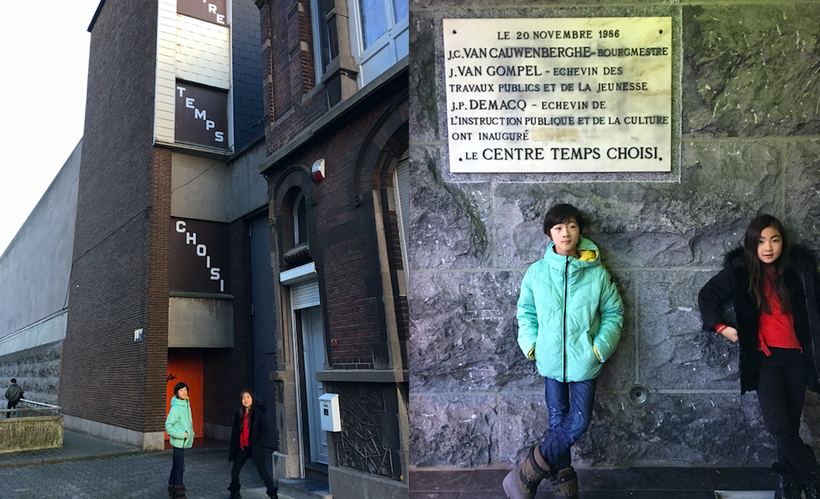 TRE
TEMPS
CHOISI
LE 20 NOVEMBRE 1986
J.C. VAN CAUWENBERGHE-BOURGMESTRE
J. VAN GOMPEL - ECHEVIN DES
TRAVAUX PUBLICS ET DE LA JEUNESSE
J.P. DEMACQ - ECHEVIN DE
L'INSTRUCTION PUBLIQUE ET DE LA CULTURE
ONT INAUGURÉ
.LE CENTRE TEMPS CHOISI.